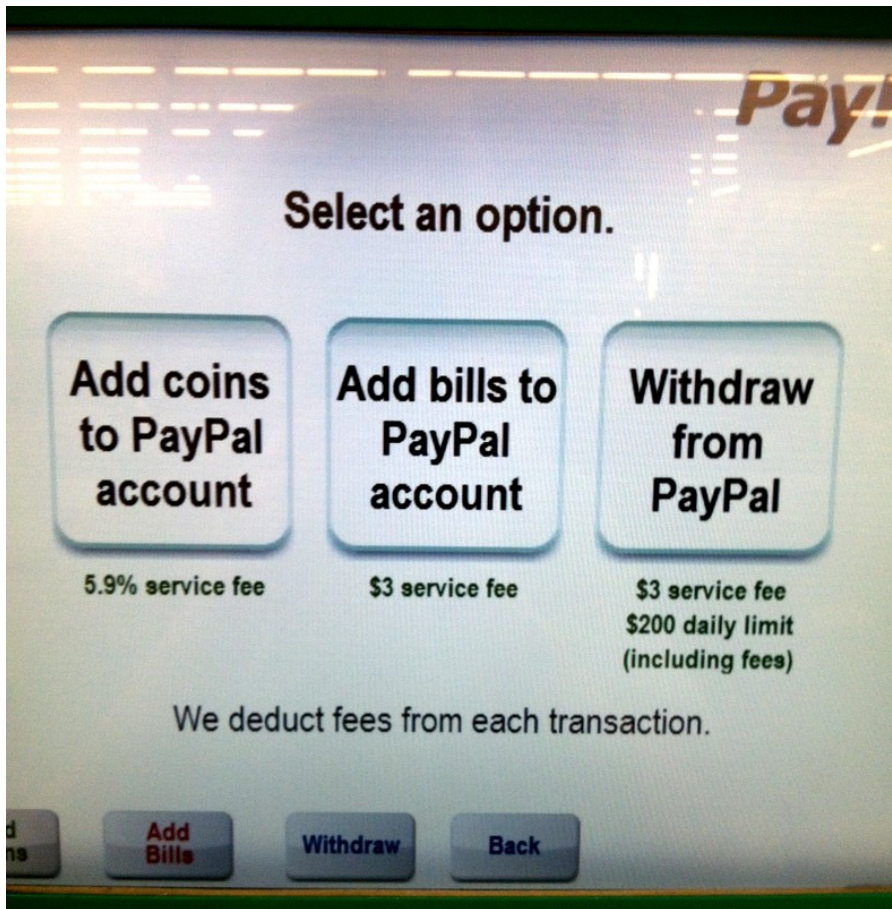 Pay
Select an option.
Add coins
to PayPal
account
Add bills to
PayPal
account
Withdraw
from
PayPal
5.9% service fee
$3 service fee
$3 service fee
$200 daily limit
(including fees)
We deduct fees from each transaction.
Add
Bills
Withdraw
Back